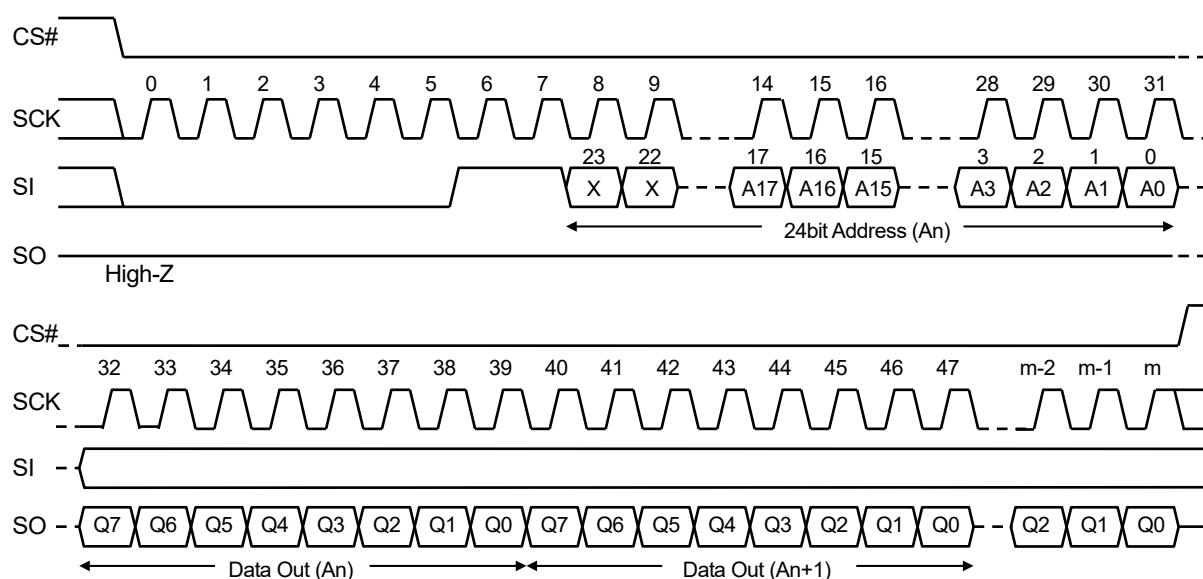 CS#
0 1 2 3 4 5 6 7 8 9 14 15 16 28 29 30 31
SCK
23 22 17 16 15 3 2 1 0
SI X X A17 A16 A15 A3 A2 A1 A0
24bit Address (An)
SO
High-Z
CS#
32 33 34 35 36 37 38 39 40 41 42 43 44 45 46 47 m-2 m-1 m
SCK
SI
SO Q7 Q6 Q5 Q4 Q3 Q2 Q1 Q0 Q7 Q6 Q5 Q4 Q3 Q2 Q1 Q0 Q2 Q1 Q0
Data Out (An) Data Out (An+1)